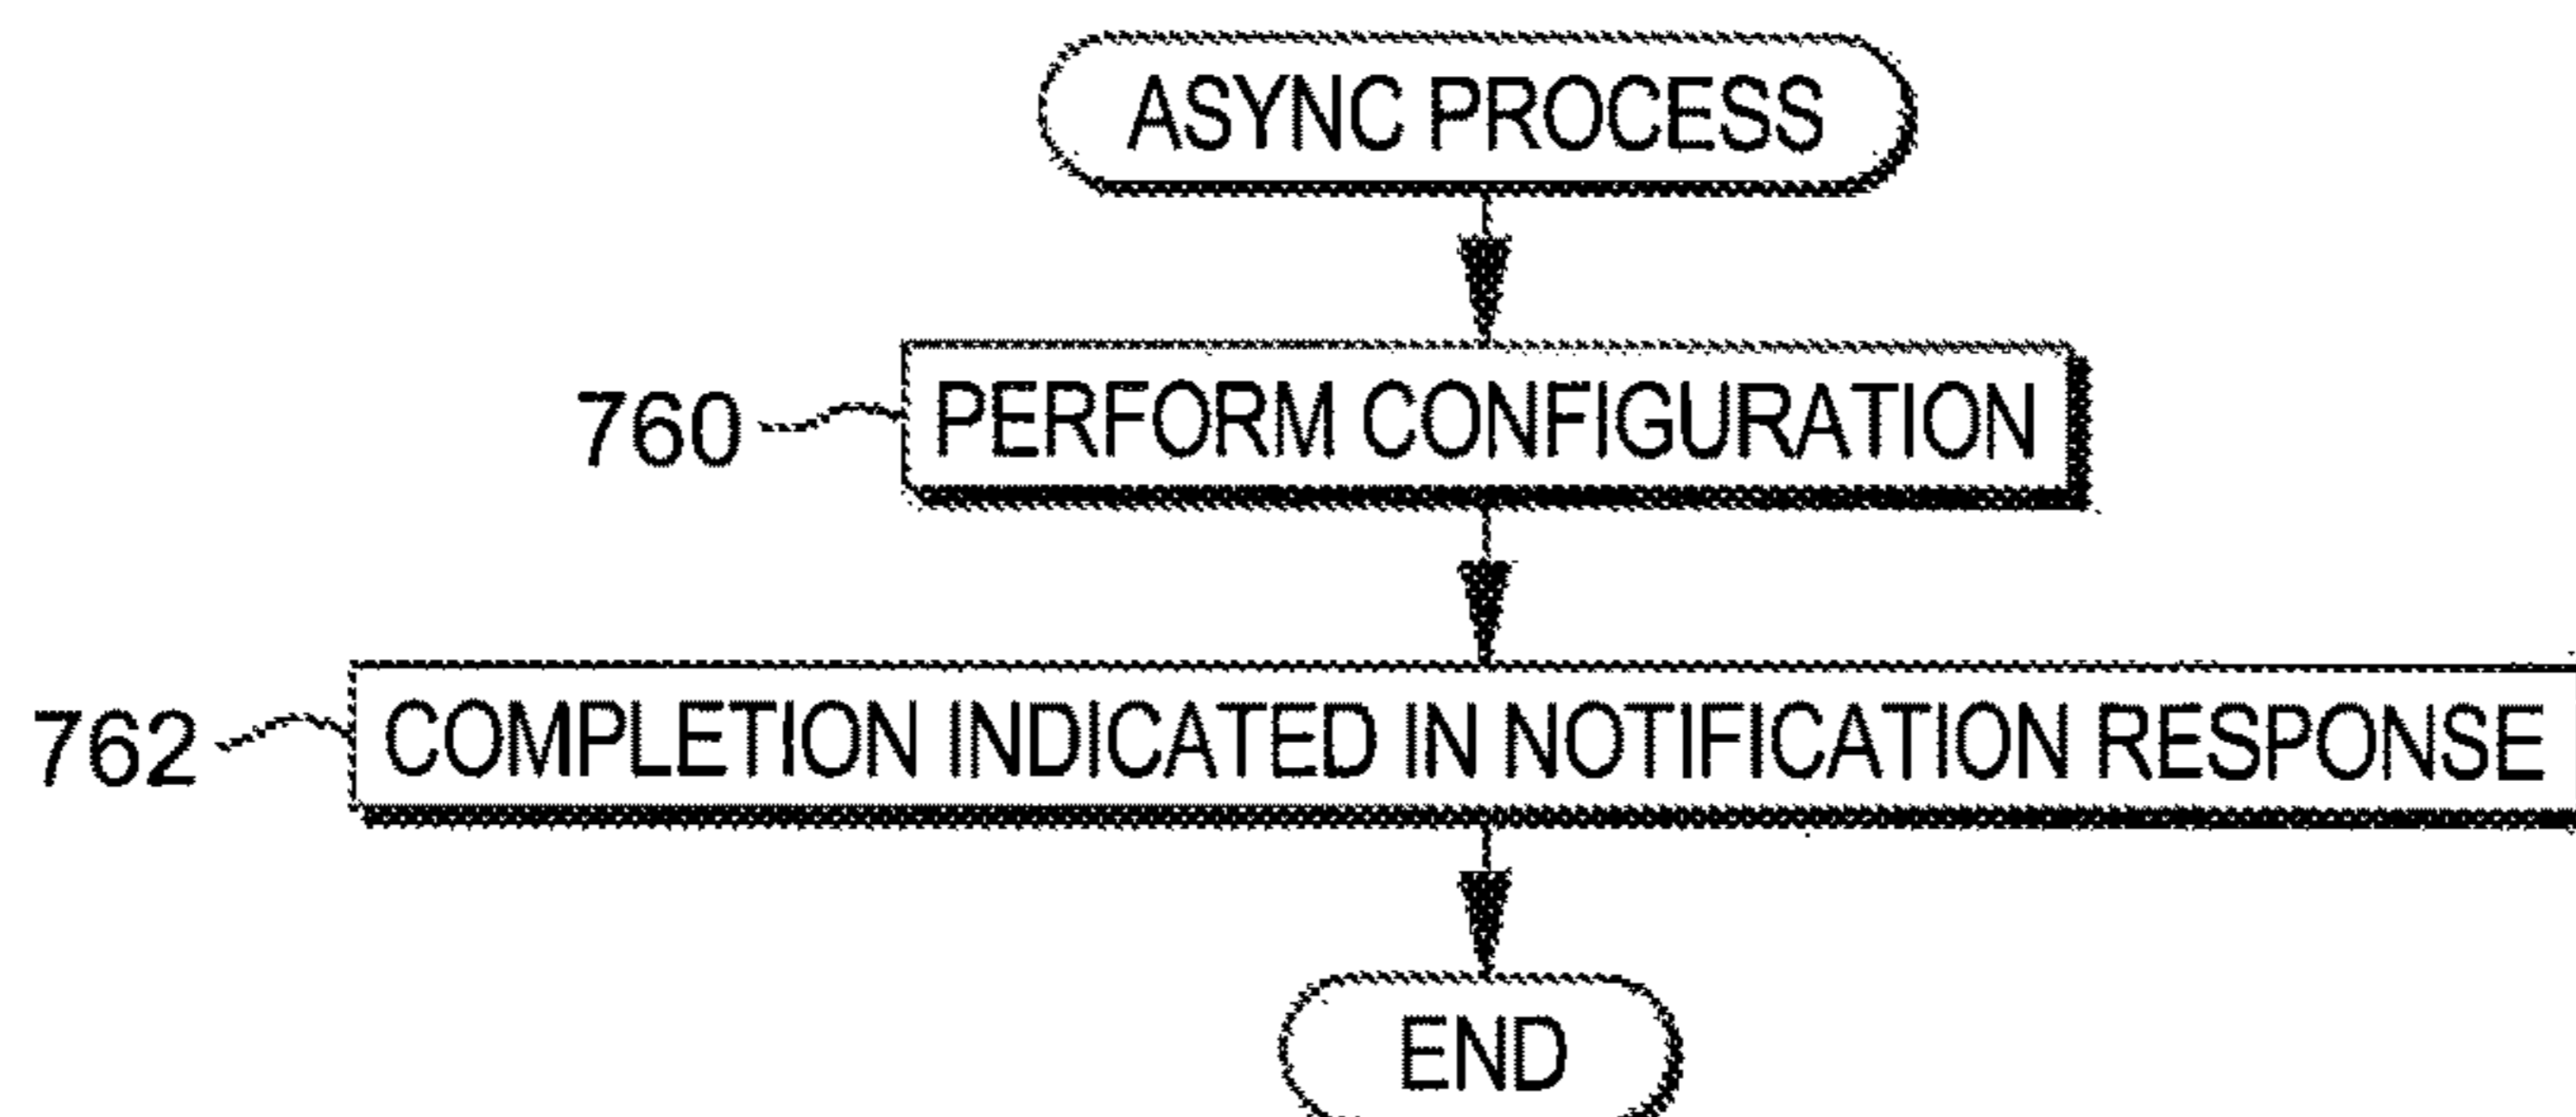 ASYNC PROCESS
760 PERFORM CONFIGURATION
762 COMPLETION INDICATED IN NOTIFICATION RESPONSE
END